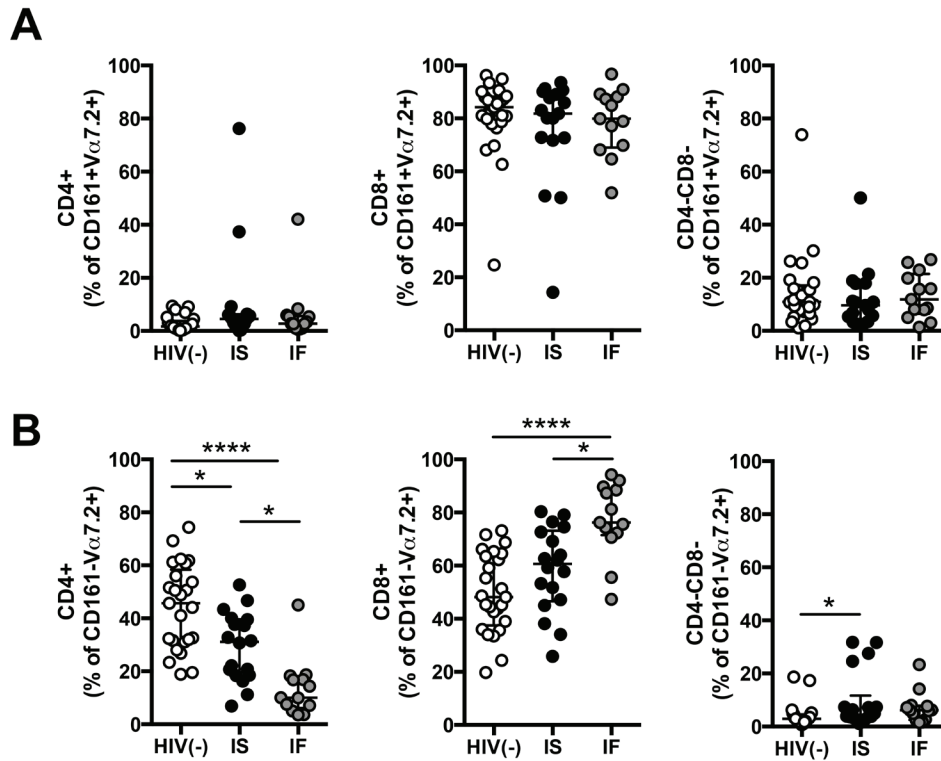 A
CD4+
(% of CD161+Vα7.2+)
100
80
60
40
20
0
HIV(-) IS IF
CD8+
(% of CD161+Vα7.2+)
100
80
60
40
20
0
HIV(-) IS IF
CD4-CD8-
(% of CD161+Vα7.2+)
100
80
60
40
20
0
HIV(-) IS IF
B
CD4+
(% of CD161-Vα7.2+)
****
*
*
100
80
60
40
20
0
HIV(-) IS IF
CD8+
(% of CD161-Vα7.2+)
****
*
100
80
60
40
20
0
HIV(-) IS IF
CD4-CD8-
(% of CD161-Vα7.2+)
*
100
80
60
40
20
0
HIV(-) IS IF